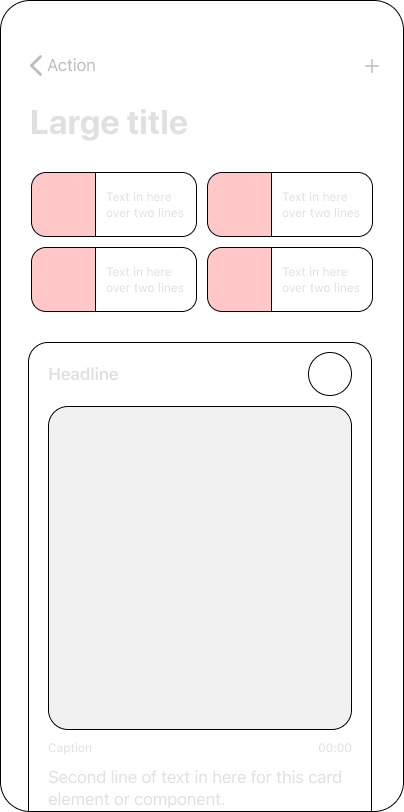 Action +
Large title
Text in here
over two lines
Text in here
over two lines
Text in here
over two lines
Text in here
over two lines
Headline
Caption 00:00
Second line of text in here for this card
element or component.